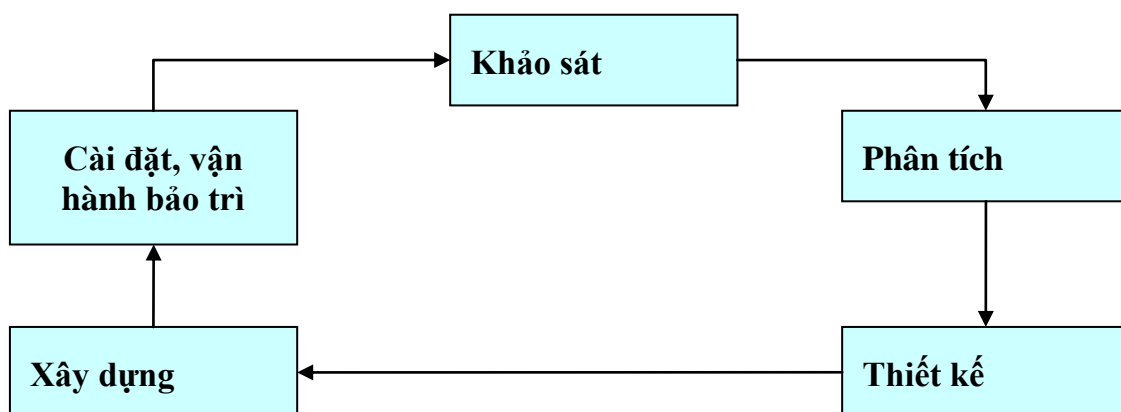 Khảo sát
Cài đặt, vận
hành bảo trì
Phân tích
Xây dựng
Thiết kế